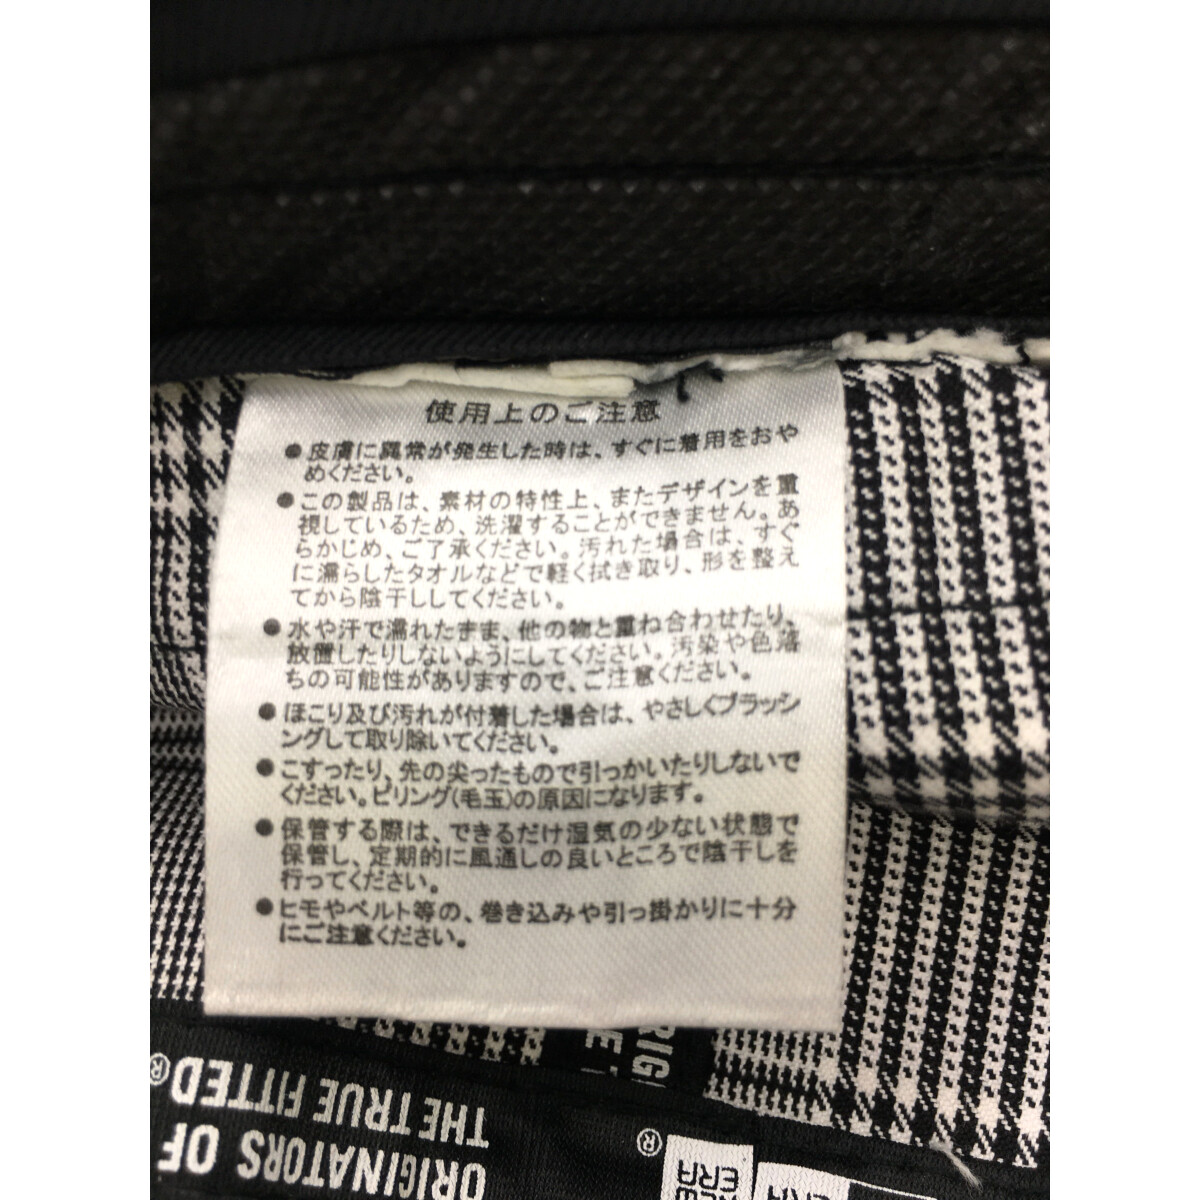 使用上のご注意
●皮膚に異常が発生した時は、すぐに着用をおや
めください。
●この製品は、素材の特性上、またデザインを重
視しているため、洗濯することができません。あ
らかじめ、ご了承ください。汚れた場合は、すぐ
に濡らしたタオルなどで軽く拭き取り、形を整え
てから陰干ししてください。
●水や汗で濡れたまま、他の物と重ね合わせたり、
放置したりしないようにしてください。汚染や色落
ちの可能性がありますので、ご注意ください。
●ほこり及び汚れが付着した場合は、やさしくブラッシ
ングして取り除いてください。
●こすったり、先の尖ったもので引っかいたりしないで
ください。ピリング(毛玉)の原因になります。
●保管する際は、できるだけ湿気の少ない状態で
保管し、定期的に風通しの良いところで陰干しを
行ってください。
●ヒモやベルト等の、巻き込みや引っ掛かりに十分
にご注意ください。
ORIGINATORS OF
THE TRUE FITTED®
NEW
ERA
®
NEW
ERA